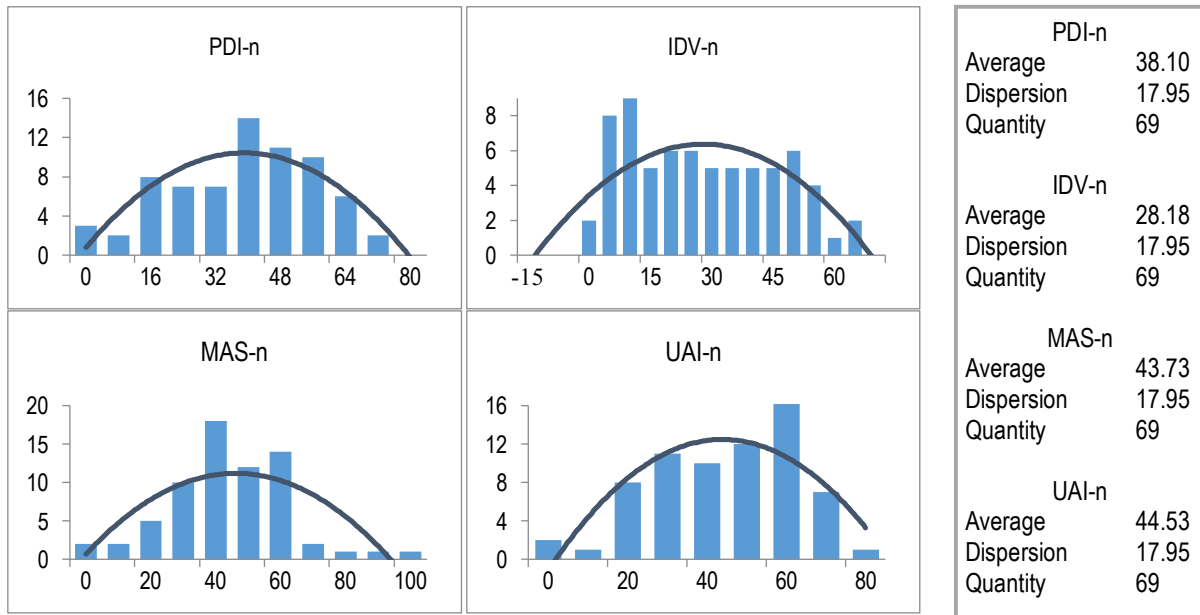 PDI-n
16
12
8
4
0
0 16 32 48 64 80
IDV-n
8
6
4
2
0
-15 0 15 30 45 60
MAS-n
20
15
10
5
0
0 20 40 60 80 100
UAI-n
16
12
8
4
0
0 20 40 60 80
PDI-n
Average 38.10
Dispersion 17.95
Quantity 69
IDV-n
Average 28.18
Dispersion 17.95
Quantity 69
MAS-n
Average 43.73
Dispersion 17.95
Quantity 69
UAI-n
Average 44.53
Dispersion 17.95
Quantity 69